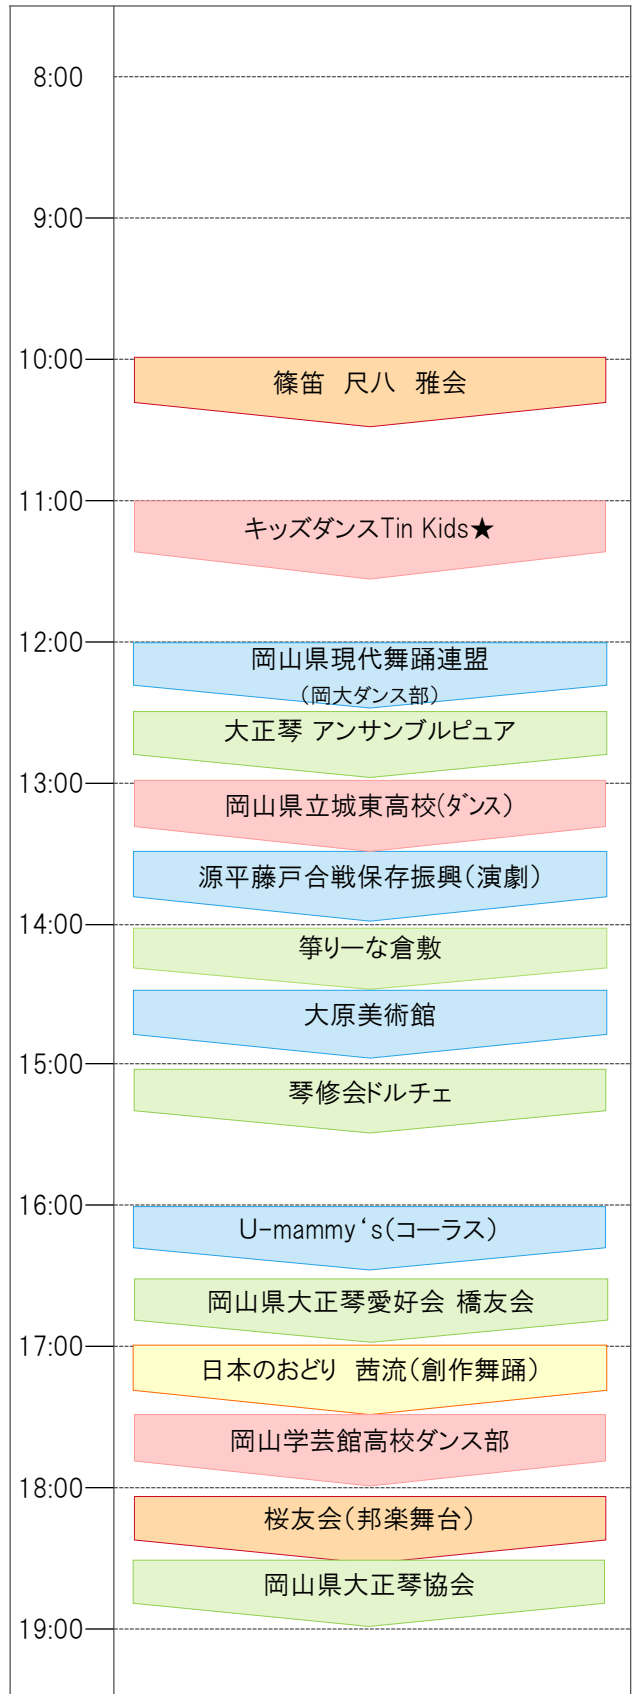 8:00
9:00
10:00
篠笛　尺八　雅会
11:00
キッズダンスTin Kids★
12:00
岡山県現代舞踊連盟
（岡大ダンス部）
大正琴 アンサンブルピュア
13:00
岡山県立城東高校(ダンス)
源平藤戸合戦保存振興（演劇）
14:00
箏りーな倉敷
大原美術館
15:00
琴修会ドルチェ
16:00
U-mammy‘s(コーラス）
岡山県大正琴愛好会 橋友会
17:00
日本のおどり　茜流（創作舞踊）
岡山学芸館高校ダンス部
18:00
桜友会（邦楽舞台）
岡山県大正琴協会
19:00